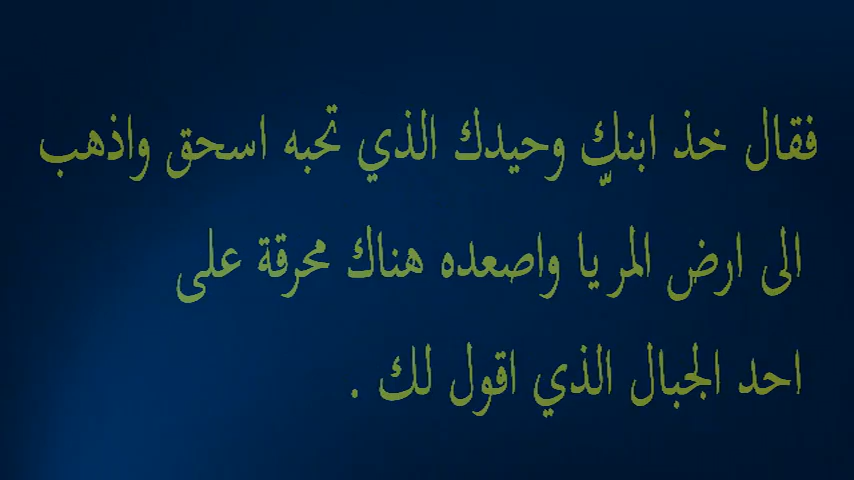 فقال خذ ابنكِّ وحيدك الذي تحبه اسحق واذهب
الى ارض المريا واصعده هناك محرقة على
احد الجبال الذي اقول لك .